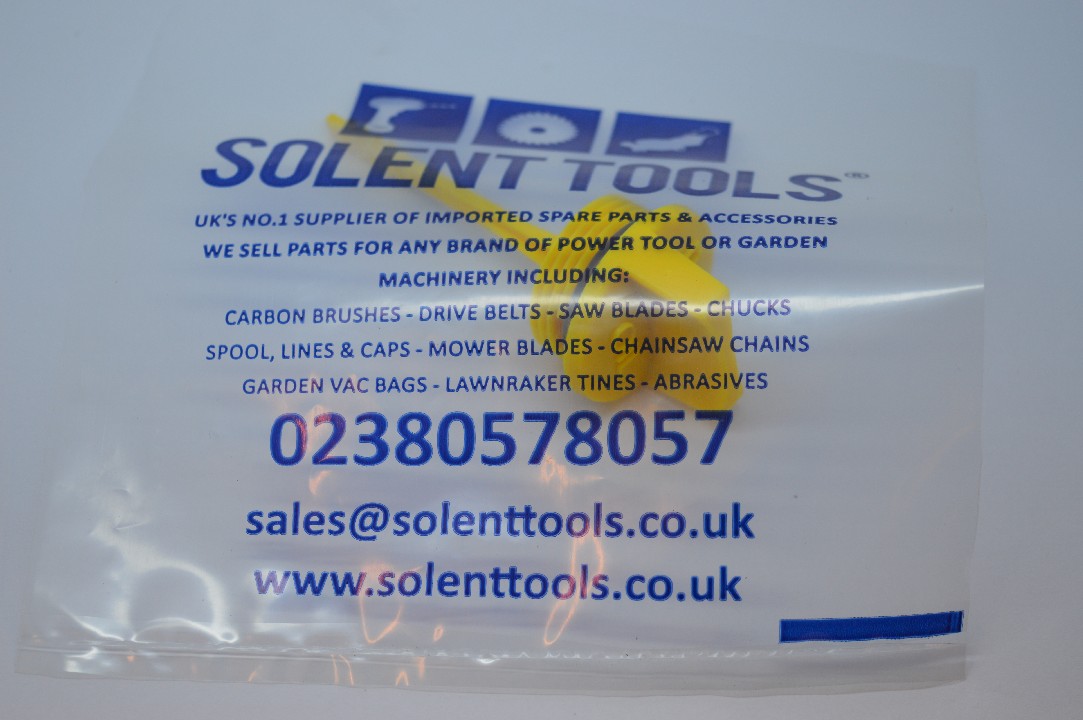 SOLENT TOOLS®
UK'S NO.1 SUPPLIER OF IMPORTED SPARE PARTS & ACCESSORIES
WE SELL PARTS FOR ANY BRAND OF POWER TOOL OR GARDEN
MACHINERY INCLUDING:
CARBON BRUSHES - DRIVE BELTS - SAW BLADES - CHUCKS
SPOOL, LINES & CAPS - MOWER BLADES - CHAINSAW CHAINS
GARDEN VAC BAGS - LAWNRAKER TINES - ABRASIVES
02380578057
sales@solenttools.co.uk
www.solenttools.co.uk